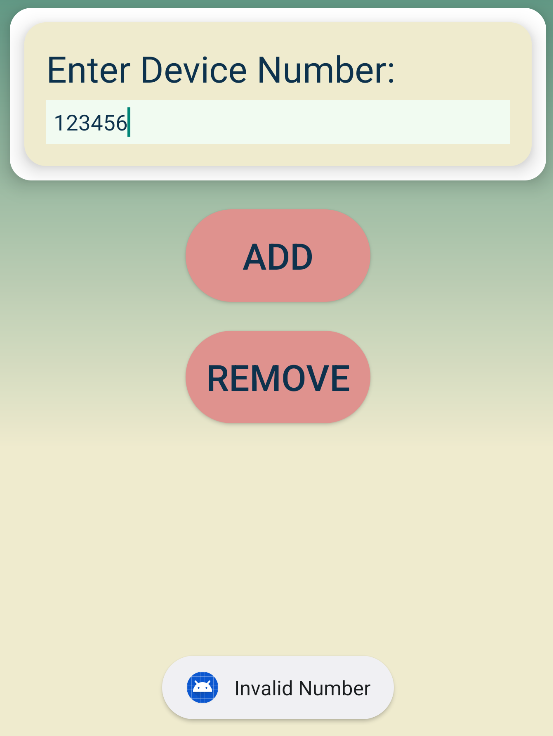 Enter Device Number:
123456
ADD
REMOVE
Invalid Number